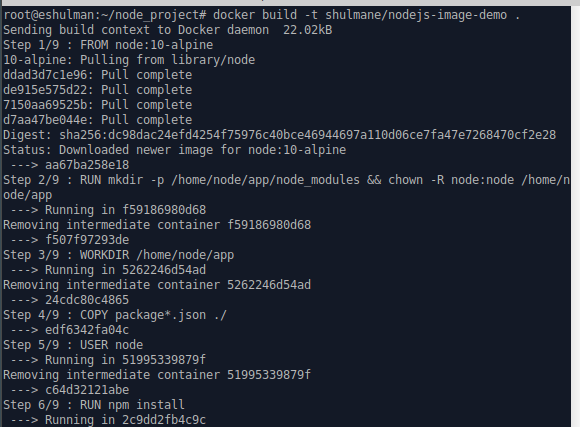 root@eshulman:~/node_project# docker build -t shulmane/nodejs-image-demo .
Sending build context to Docker daemon  22.02kB
Step 1/9 : FROM node:10-alpine
10-alpine: Pulling from library/node
ddad3d7c1e96: Pull complete
de915e575d22: Pull complete
7150aa69525b: Pull complete
d7aa47be044e: Pull complete
Digest: sha256:dc98dac24efd4254f75976c40bce46944697a110d06ce7fa47e7268470cf2e28
Status: Downloaded newer image for node:10-alpine
 ---> aa67ba258e18
Step 2/9 : RUN mkdir -p /home/node/app/node_modules && chown -R node:node /home/n
ode/app
 ---> Running in f59186980d68
Removing intermediate container f59186980d68
 ---> f507f97293de
Step 3/9 : WORKDIR /home/node/app
 ---> Running in 5262246d54ad
Removing intermediate container 5262246d54ad
 ---> 24cdc80c4865
Step 4/9 : COPY package*.json ./
 ---> edf6342fa04c
Step 5/9 : USER node
 ---> Running in 51995339879f
Removing intermediate container 51995339879f
 ---> c64d32121abe
Step 6/9 : RUN npm install
 ---> Running in 2c9dd2fb4c9c